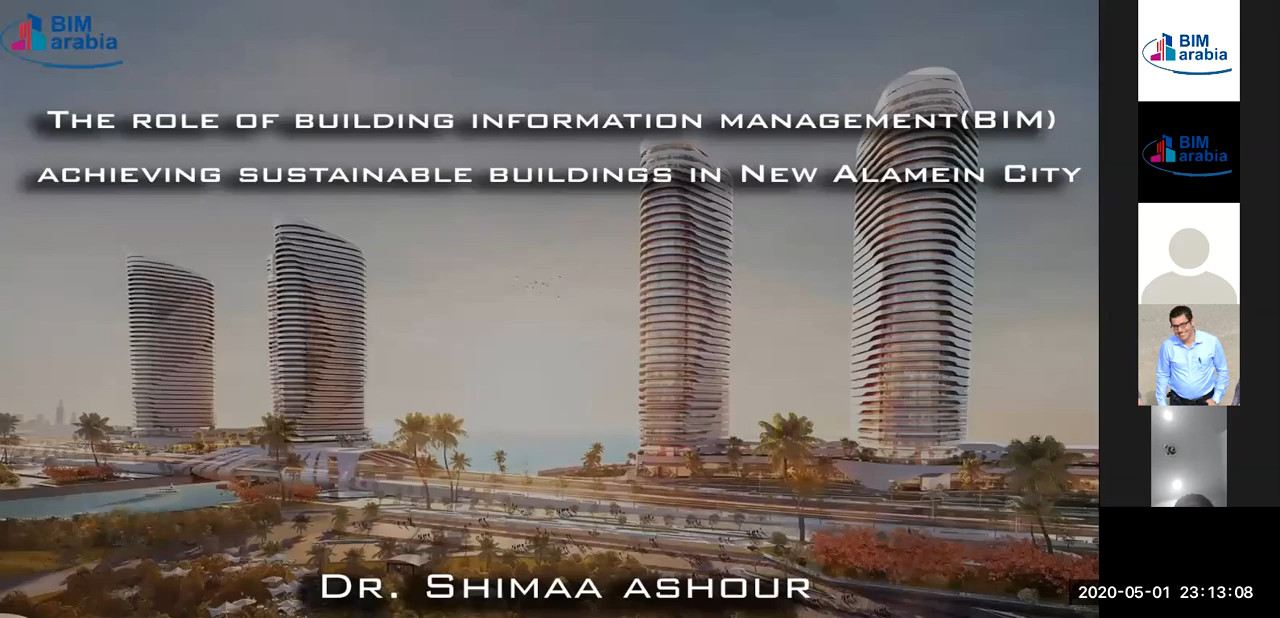 BIM
arabia
The role of building information management(BIM)
achieving sustainable buildings in New Alamein City
Dr. Shimaa ashour
BIM
arabia
BIM
arabia
2020-05-01 23:13:08